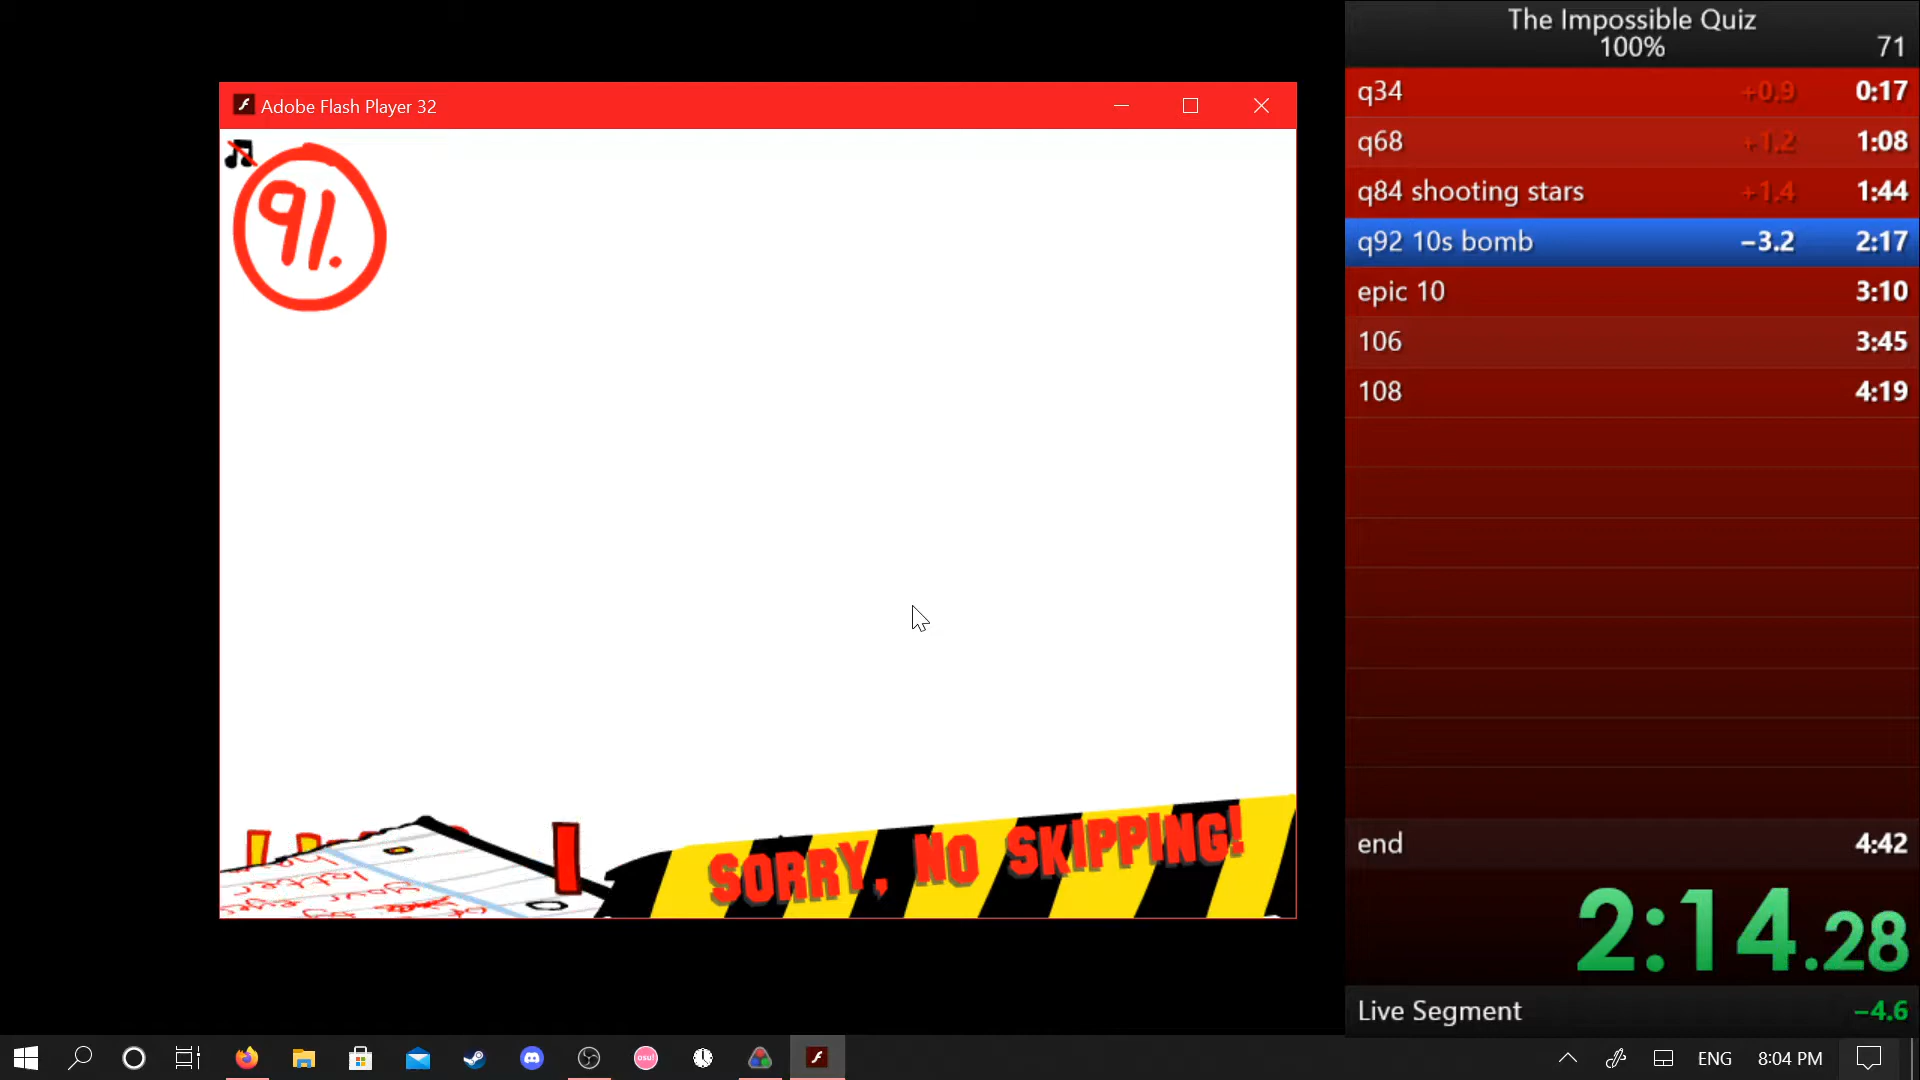 Adobe Flash Player 32
91.
SORRY, NO SKIPPING!
The Impossible Quiz
100%
71
q34 +0.9 0:17
q68 +1.2 1:08
q84 shooting stars +1.4 1:44
q92 10s bomb −3.2 2:17
epic 10 3:10
106 3:45
108 4:19
end 4:42
2:14.28
Live Segment −4.6
osu!
ENG
8:04 PM